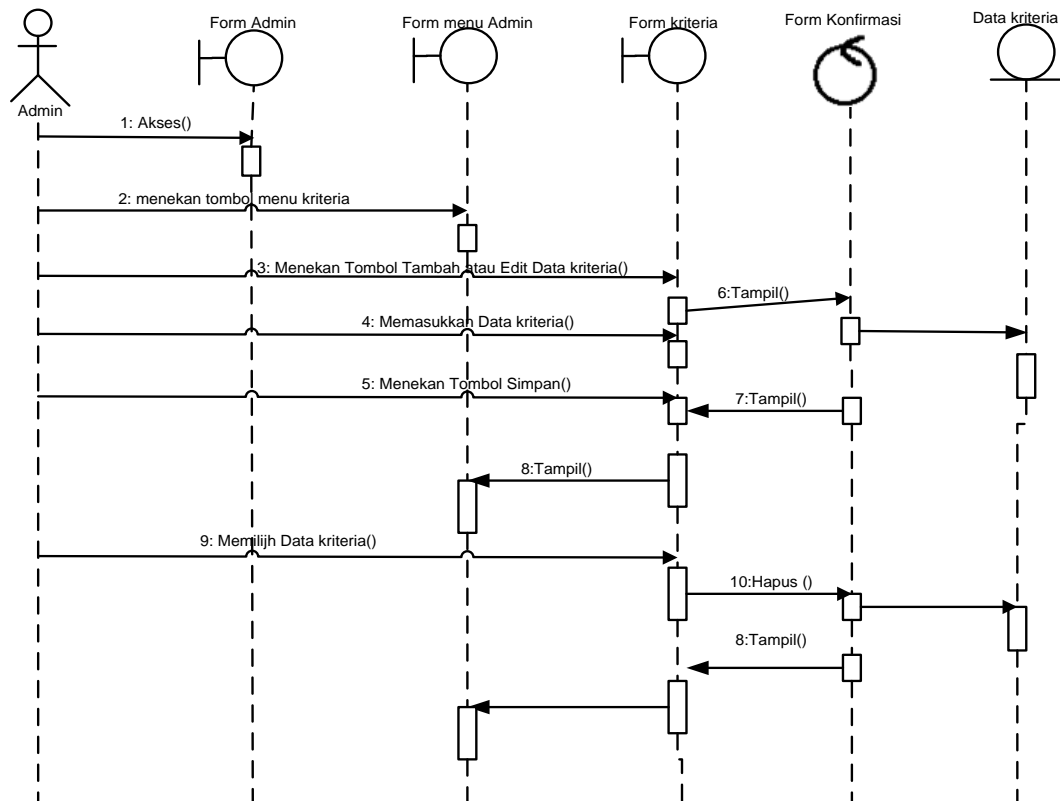 Form Admin
Form menu Admin
Form kriteria
Form Konfirmasi
Data kriteria
Admin
1: Akses()
2: menekan tombol menu kriteria
3: Menekan Tombol Tambah atau Edit Data kriteria()
6:Tampil()
4: Memasukkan Data kriteria()
5: Menekan Tombol Simpan()
7:Tampil()
8:Tampil()
9: Memilijh Data kriteria()
10:Hapus ()
8:Tampil()